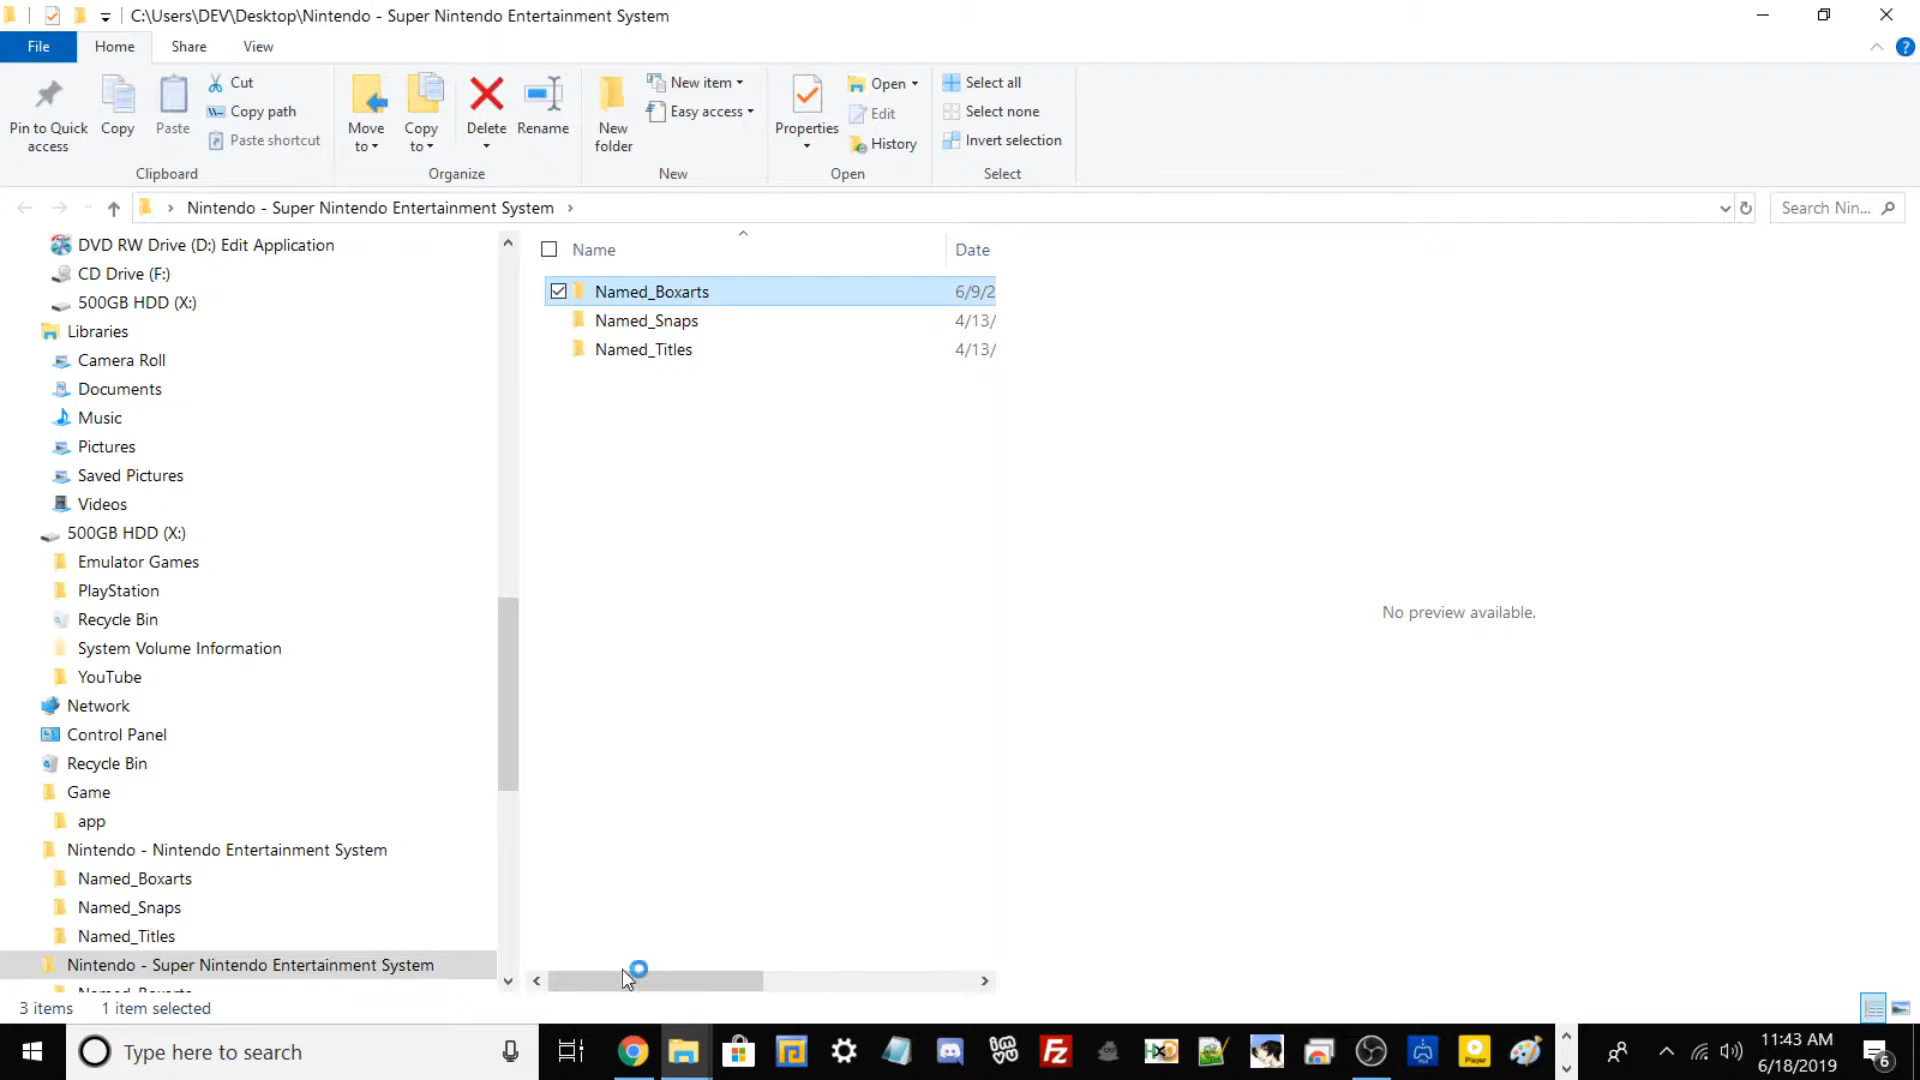 C:\Users\DEV\Desktop\Nintendo - Super Nintendo Entertainment System
File Home Share View
Pin to Quick access
Copy
Paste
Cut
Copy path
Paste shortcut
Move to
Copy to
Delete
Rename
New folder
New item
Easy access
Properties
Open
Edit
History
Select all
Select none
Invert selection
Clipboard Organize New Open Select
Nintendo - Super Nintendo Entertainment System
Search Nin...
DVD RW Drive (D:) Edit Application
CD Drive (F:)
500GB HDD (X:)
Libraries
Camera Roll
Documents
Music
Pictures
Saved Pictures
Videos
500GB HDD (X:)
Emulator Games
PlayStation
Recycle Bin
System Volume Information
YouTube
Network
Control Panel
Recycle Bin
Game
app
Nintendo - Nintendo Entertainment System
Named_Boxarts
Named_Snaps
Named_Titles
Nintendo - Super Nintendo Entertainment System
Name Date
Named_Boxarts 6/9/2
Named_Snaps 4/13/
Named_Titles 4/13/
No preview available.
3 items 1 item selected
Type here to search
11:43 AM
6/18/2019
6